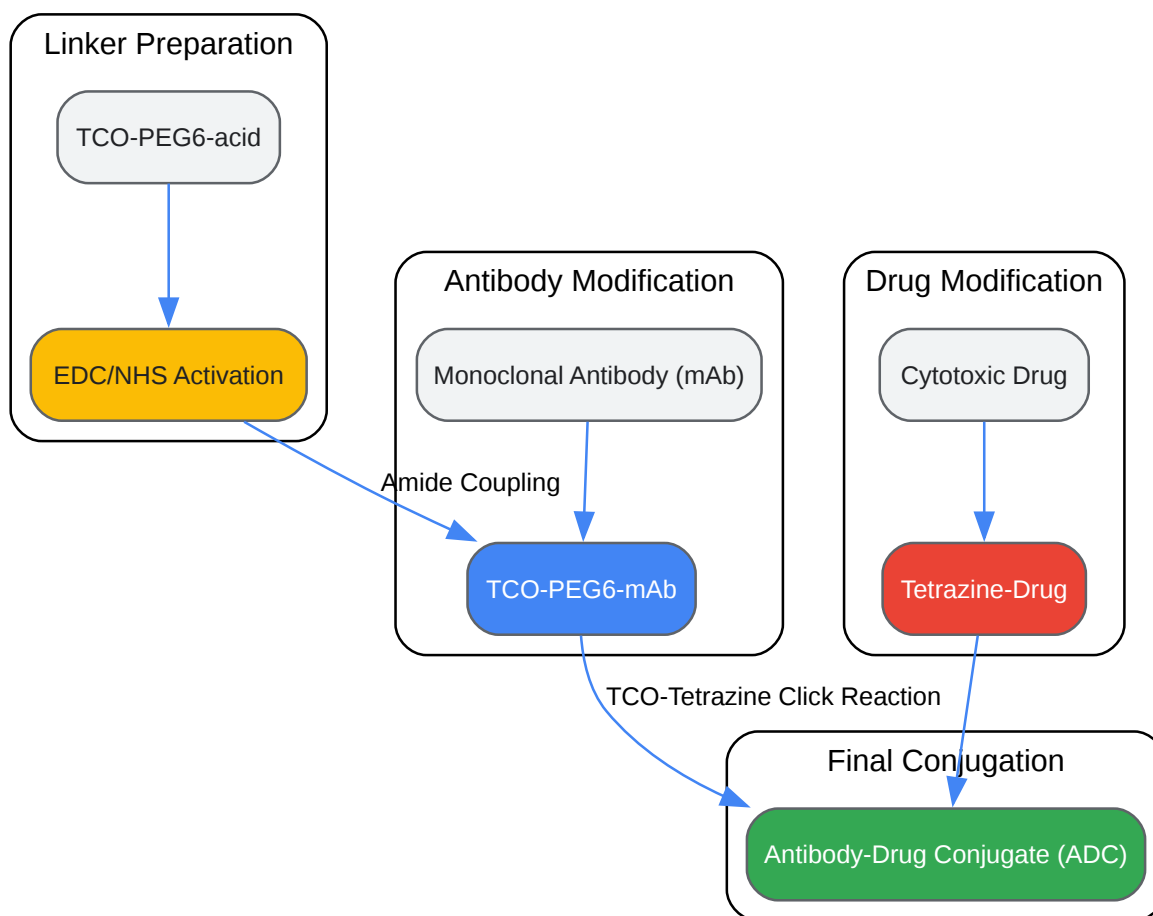 Linker Preparation
TCO-PEG6-acid
EDC/NHS Activation
Antibody Modification
Monoclonal Antibody (mAb)
Amide Coupling
TCO-PEG6-mAb
Drug Modification
Cytotoxic Drug
Tetrazine-Drug
TCO-Tetrazine Click Reaction
Final Conjugation
Antibody-Drug Conjugate (ADC)